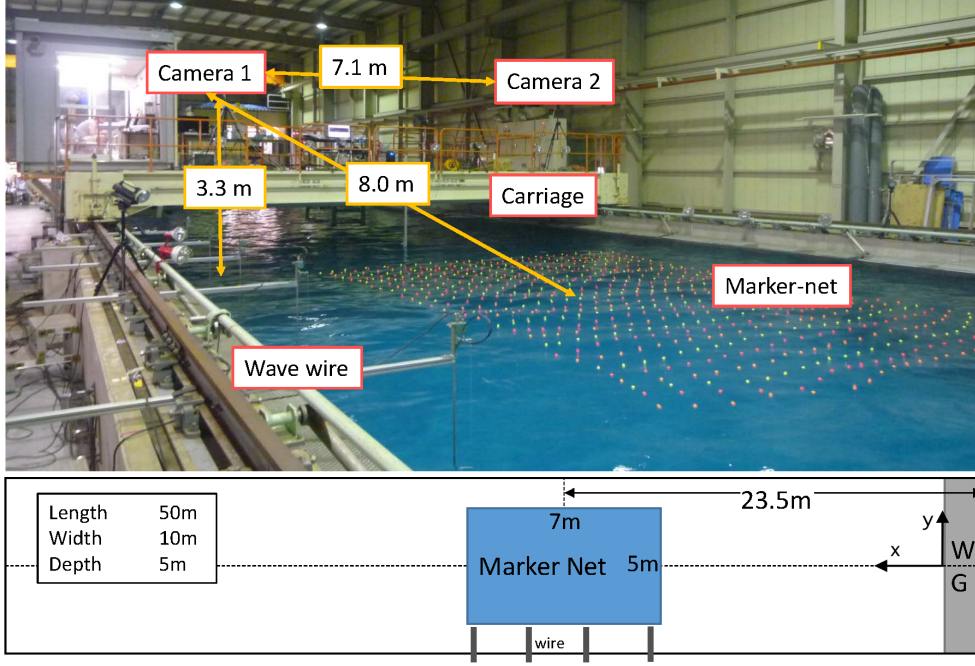 Camera 1
7.1 m
Camera 2
3.3 m
8.0 m
Carriage
Marker-net
Wave wire
Length 50m
Width 10m
Depth 5m
23.5m
7m
y
x
W
Marker Net 5m
G
wire